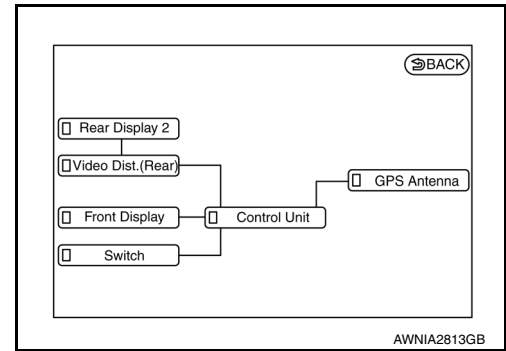 BACK
Rear Display 2
Video Dist.(Rear)
GPS Antenna
Front Display
Control Unit
Switch
AWNIA2813GB